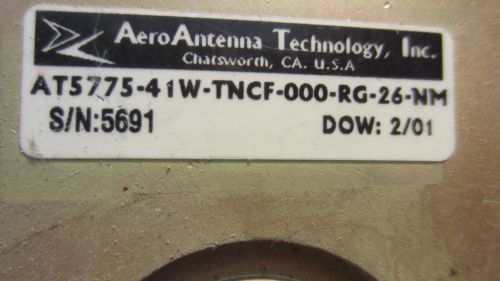 AeroAntenna Technology, Inc.
Chatsworth, CA. U.S.A
AT5775-41W-TNCF-000-RG-26-NM
S/N:5691 DOW: 2/01